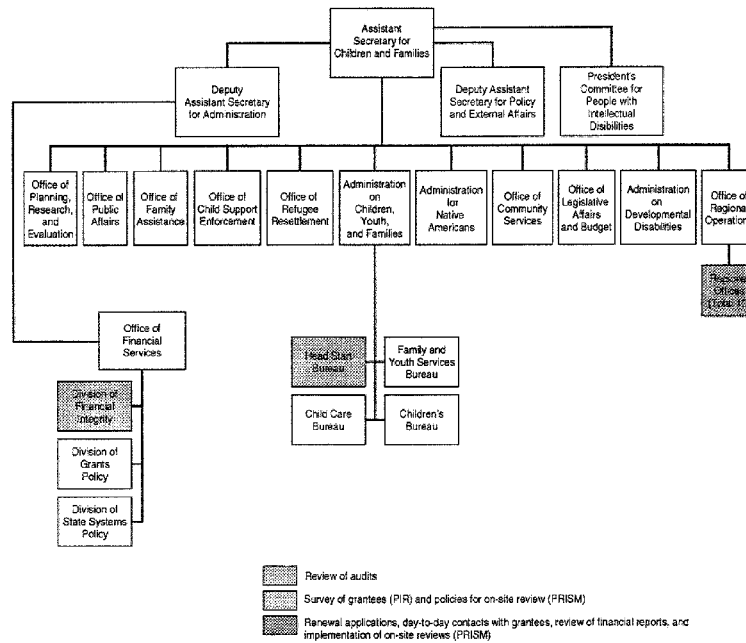 Assistant
Secretary for
Children and Families
Deputy
Assistant Secretary
for Administration
Deputy Assistant
Secretary for Policy
and External Affairs
President's
Committee for
People with
Intellectual
Disabilities
Office of
Planning,
Research,
and
Evaluation
Office of
Public
Affairs
Office of
Family
Assistance
Office of
Child Support
Enforcement
Office of
Refugee
Resettlement
Administration
on
Children,
Youth,
and Families
Administration
for
Native
Americans
Office of
Community
Services
Office of
Legislative
Affairs
and Budget
Administration
on
Developmental
Disabilities
Office of
Regional
Operation
Regional
Offices
(Total
Office of
Financial
Services
Division of
Financial
Integrity
Division of
Grants
Policy
Division of
State Systems
Policy
Head Start
Bureau
Family and
Youth Services
Bureau
Child Care
Bureau
Children's
Bureau
Review of audits
Survey of grantees (PIR) and policies for on-site review (PRISM)
Renewal applications, day-to-day contacts with grantees, review of financial reports, and
implementation of on-site reviews (PRISM)